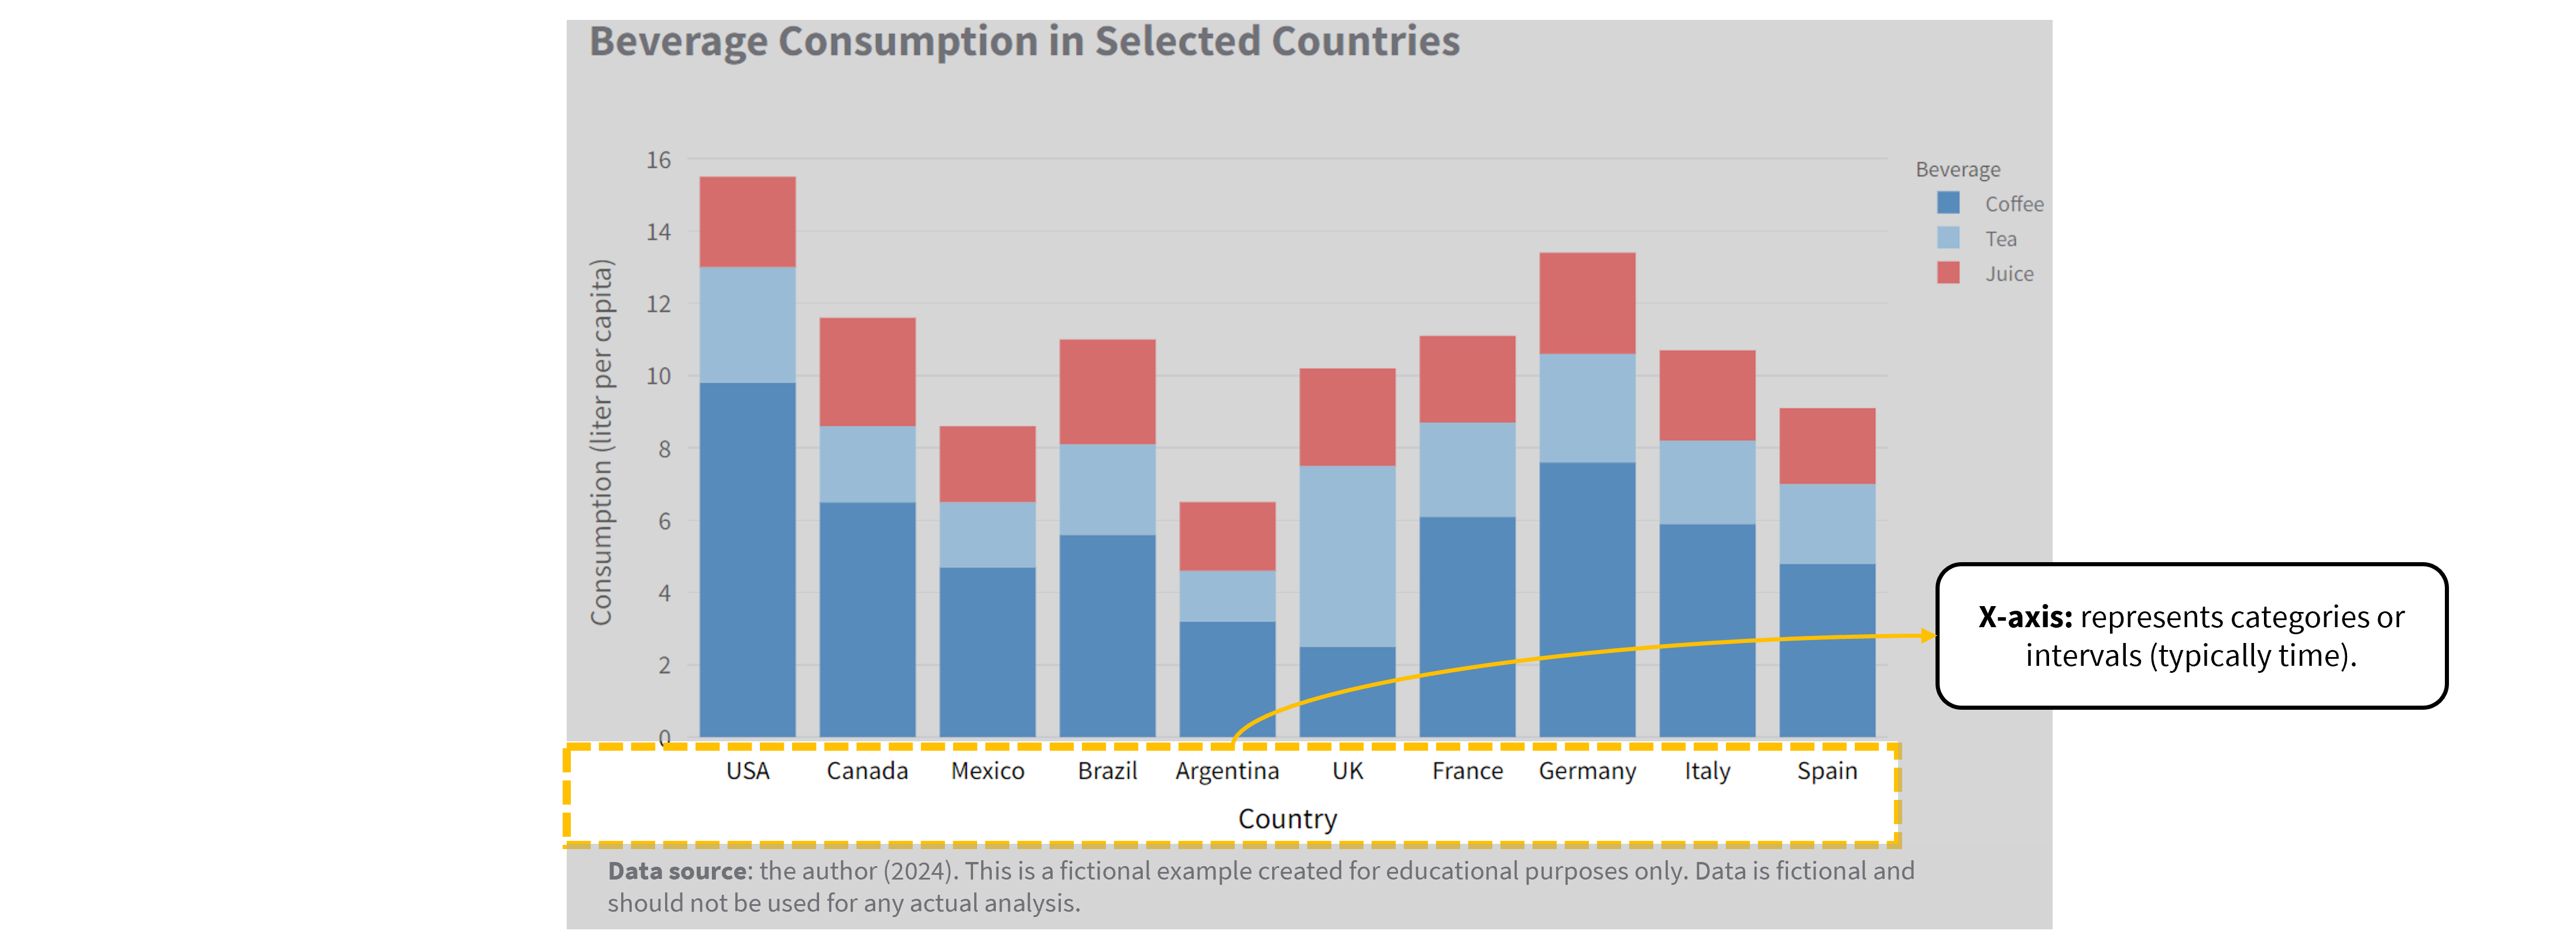 Beverage Consumption in Selected Countries
Consumption (liter per capita)
16
14
12
10
8
6
4
2
0
Beverage
Coffee
Tea
Juice
X-axis: represents categories or
intervals (typically time).
USA Canada Mexico Brazil Argentina UK France Germany Italy Spain
Country
Data source: the author (2024). This is a fictional example created for educational purposes only. Data is fictional and
should not be used for any actual analysis.